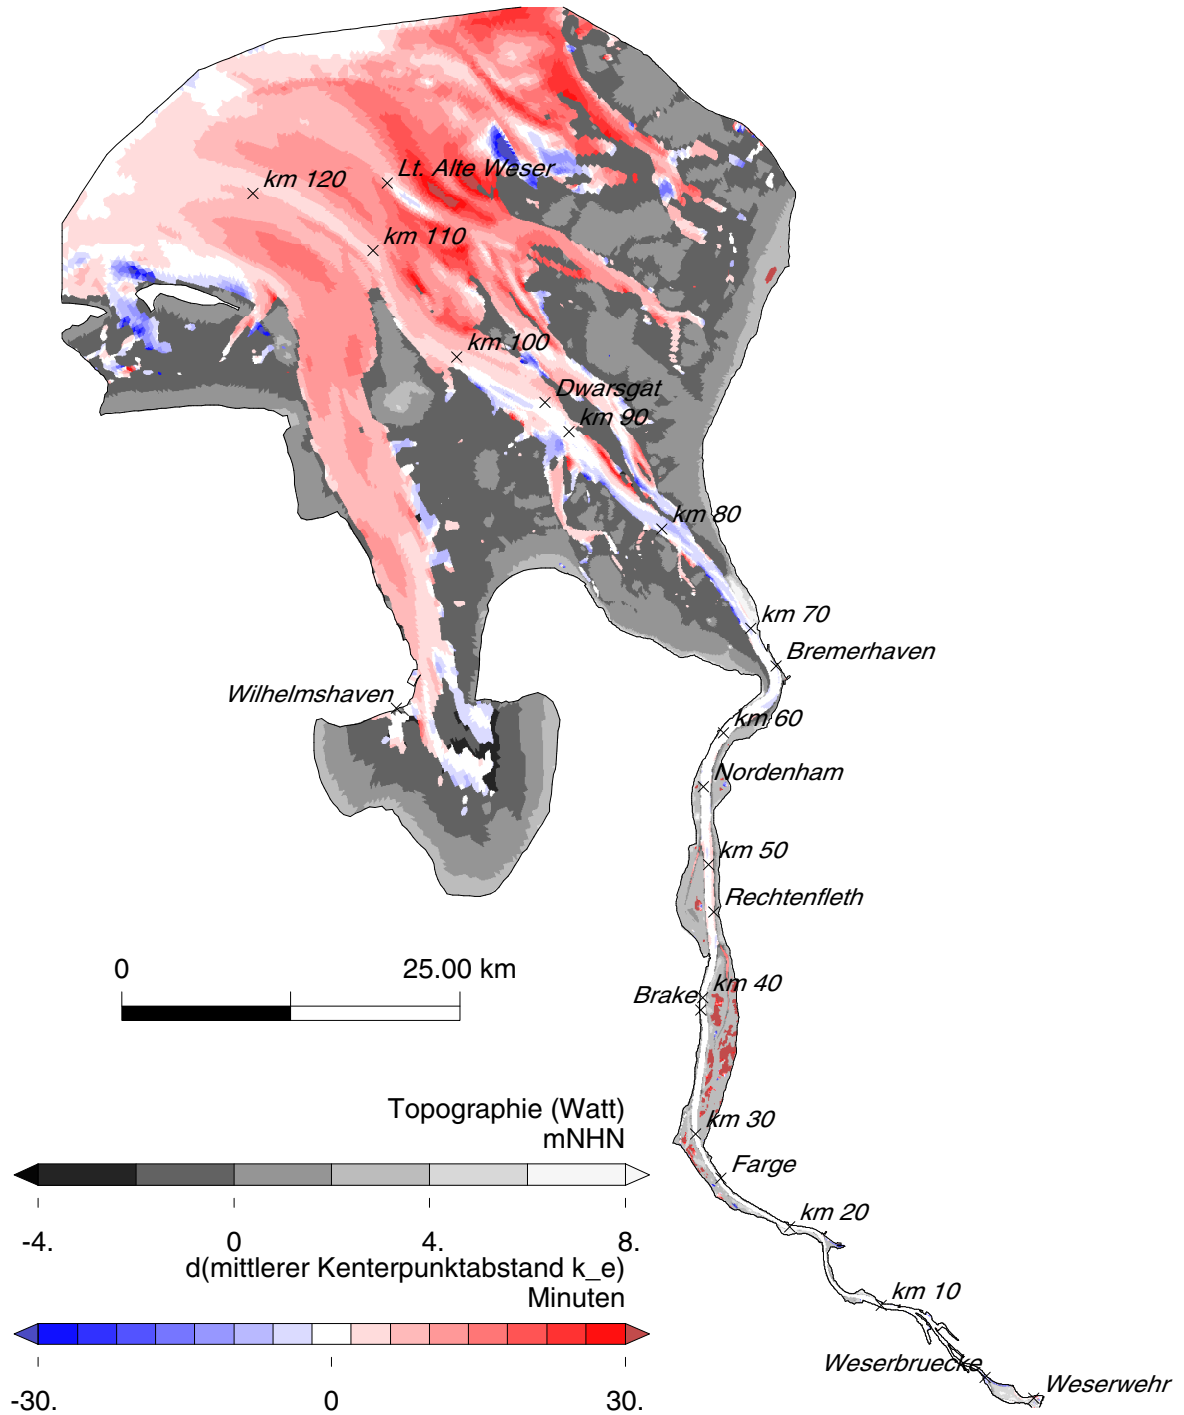 km 120
Lt. Alte Weser
km 110
km 100
Dwarsgat
km 90
km 80
km 70
Bremerhaven
Wilhelmshaven
km 60
Nordenham
km 50
Rechtenfleth
0 25.00 km
km 40
Brake
Topographie (Watt)
mNHN
km 30
Farge
km 20
-4. 0 4. 8.
d(mittlerer Kenterpunktabstand k_e)
Minuten
km 10
Weserbruecke
Weserwehr
-30. 0 30.